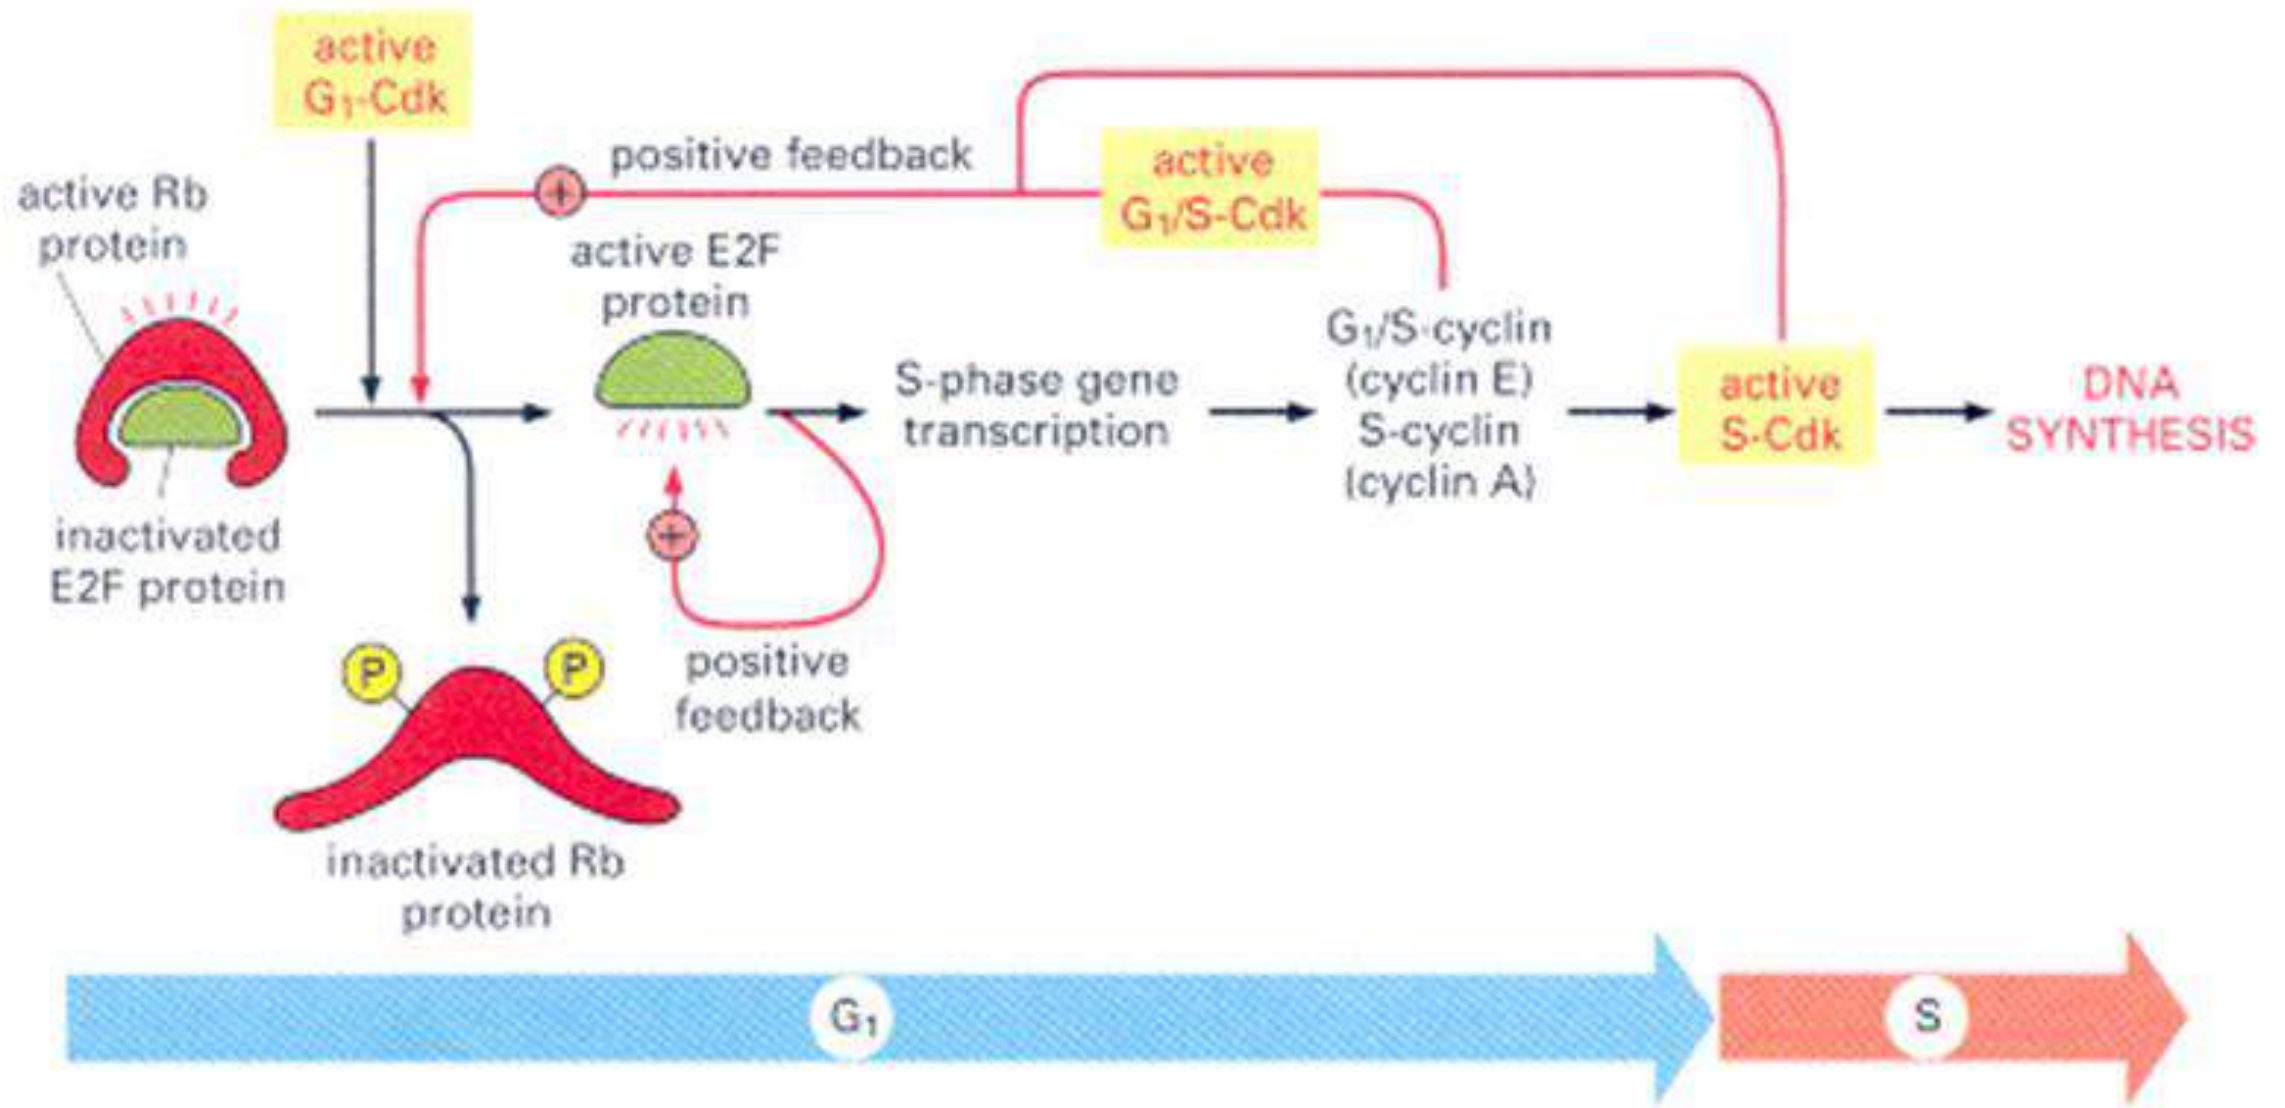 active
G₁-Cdk
positive feedback
active
G₁/S-Cdk
active Rb
protein
+
active E2F
protein
G₁/S-cyclin
(cyclin E)
S-cyclin
(cyclin A)
S-phase gene
transcription
active
S-Cdk
DNA
SYNTHESIS
inactivated
E2F protein
+
positive
feedback
P
P
inactivated Rb
protein
G₁
S